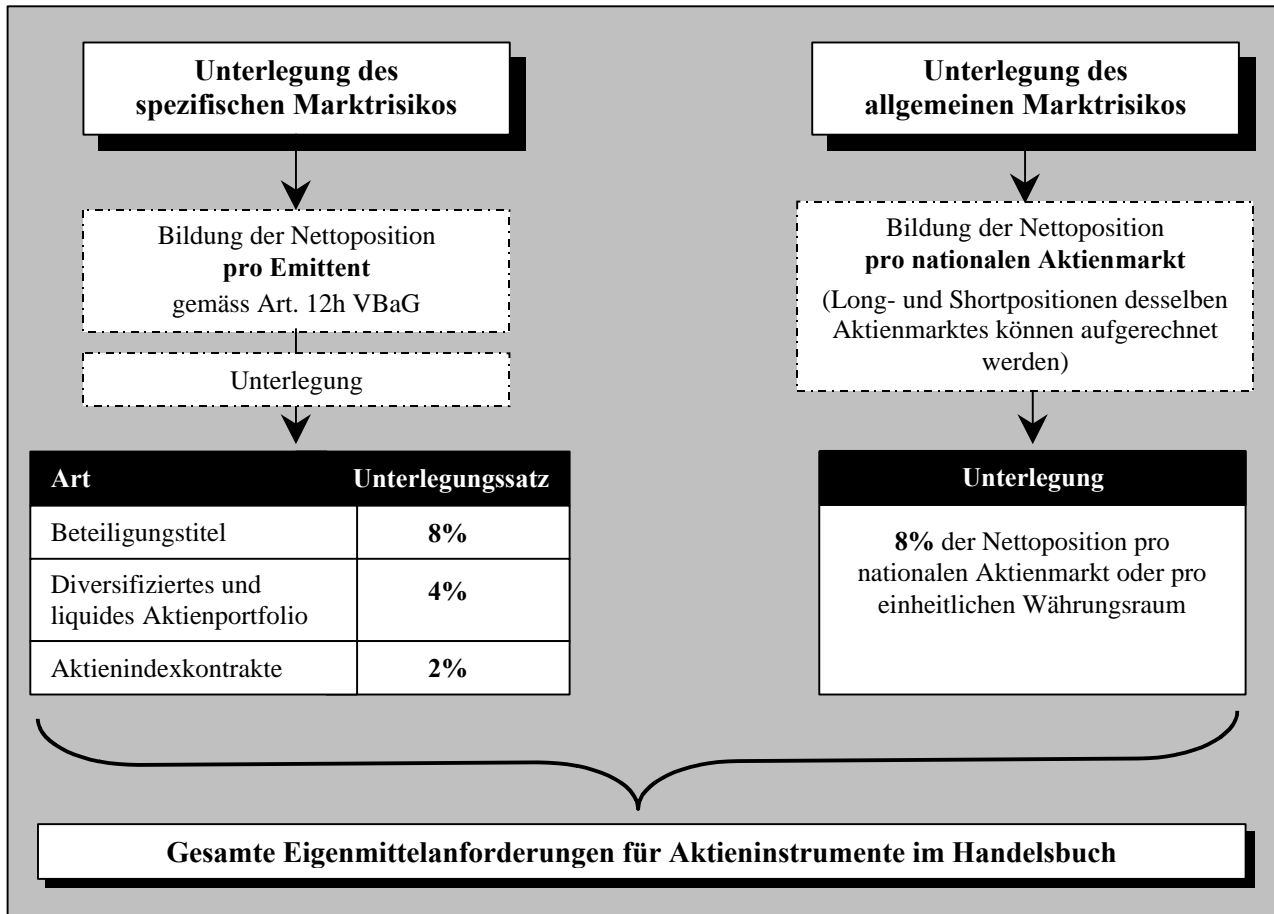 Unterlegung des
spezifischen Marktrisikos
Bildung der Nettoposition
pro Emittent
gemäss Art. 12h VBaG
Unterlegung
Art Unterlegungssatz
Beteiligungstitel 8%
Diversifiziertes und
liquides Aktienportfolio 4%
Aktienindexkontrakte 2%
Unterlegung des
allgemeinen Marktrisikos
Bildung der Nettoposition
pro nationalen Aktienmarkt
(Long- und Shortpositionen desselben
Aktienmarktes können aufgerechnet
werden)
Unterlegung
8% der Nettoposition pro
nationalen Aktienmarkt oder pro
einheitlichen Währungsraum
Gesamte Eigenmittelanforderungen für Aktieninstrumente im Handelsbuch